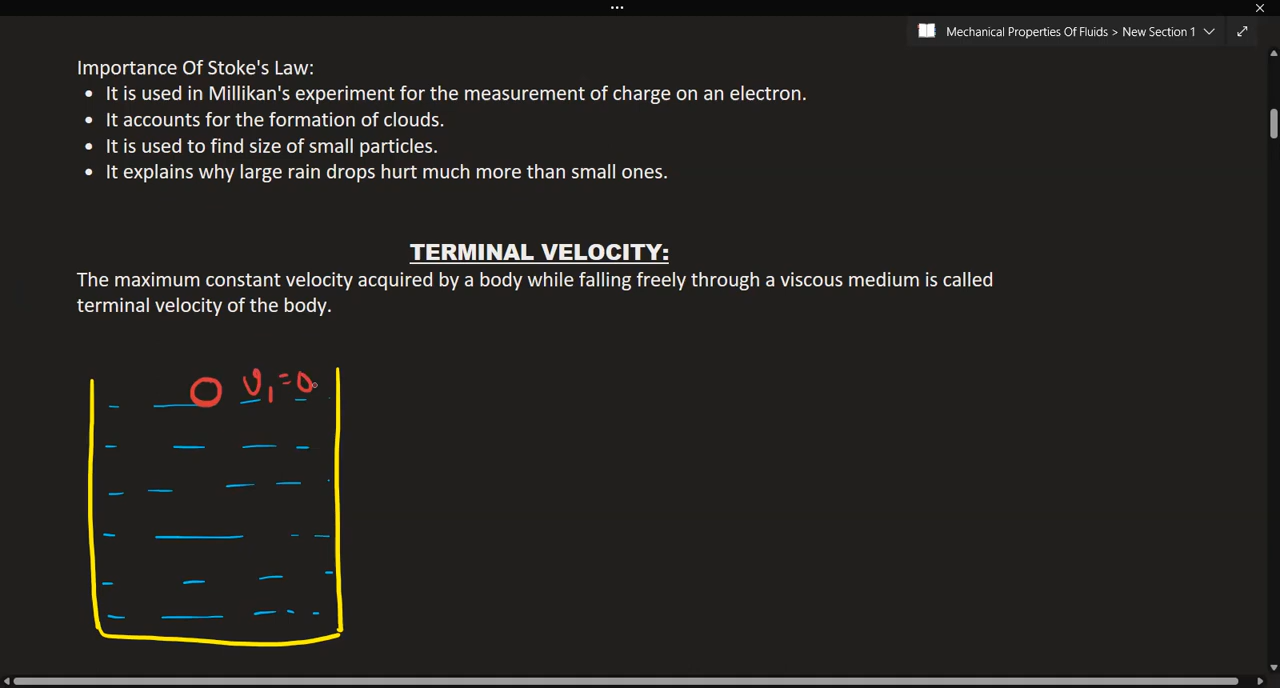 Mechanical Properties Of Fluids > New Section 1
Importance Of Stoke's Law:
• It is used in Millikan's experiment for the measurement of charge on an electron.
• It accounts for the formation of clouds.
• It is used to find size of small particles.
• It explains why large rain drops hurt much more than small ones.
TERMINAL VELOCITY:
The maximum constant velocity acquired by a body while falling freely through a viscous medium is called
terminal velocity of the body.
v₁=0